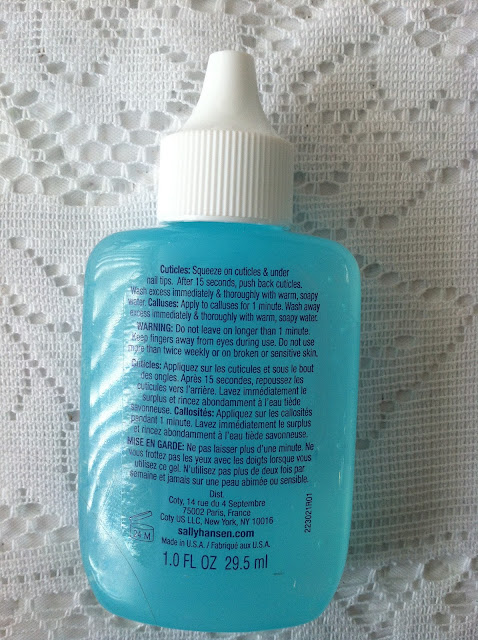 Cuticles: Squeeze on cuticles & under
nail tips. After 15 seconds, push back cuticles.
Wash excess immediately & thoroughly with warm, soapy
water. Calluses: Apply to calluses for 1 minute. Wash away
excess immediately & thoroughly with warm, soapy water.
WARNING: Do not leave on longer than 1 minute.
Keep fingers away from eyes during use. Do not use
more than twice weekly or on broken or sensitive skin.
Cuticles: Appliquez sur les cuticules et sous le bout
des ongles. Après 15 secondes, repoussez les
cuticules vers l'arrière. Lavez immédiatement le
surplus et rincez abondamment à l'eau tiède
savonneuse. Callosités: Appliquez sur les callosités
pendant 1 minute. Lavez immédiatement le surplus
et rincez abondamment à l'eau tiède savonneuse.
MISE EN GARDE: Ne pas laisser plus d'une minute. Ne
vous frottez pas les yeux avec les doigts lorsque vous
utilisez ce gel. N'utilisez pas plus de deux fois par
semaine et jamais sur une peau abimée ou sensible.
Dist.
Coty, 14 rue du 4 Septembre
75002 Paris, France
Coty US LLC, New York, NY 10016
sallyhansen.com
Made in U.S.A. / Fabriqué aux U.S.A.
24 M
1.0 FL OZ 29.5 ml